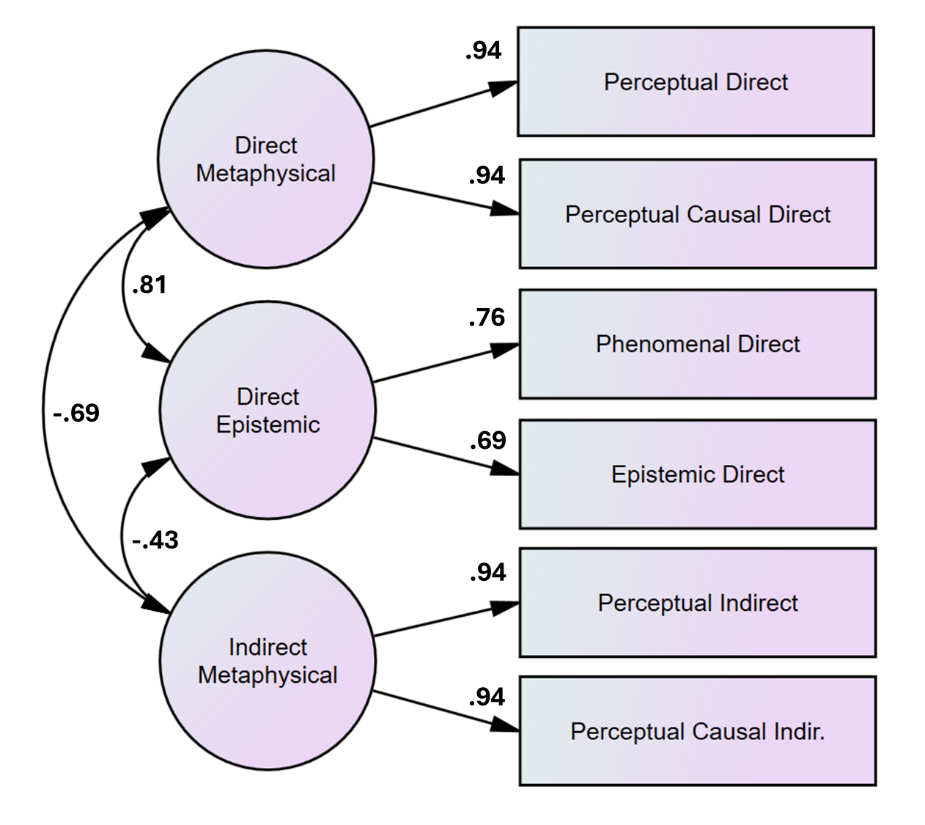 .94
Perceptual Direct
Direct
Metaphysical
.94
Perceptual Causal Direct
.81
.76
Phenomenal Direct
Direct
Epistemic
-.69
.69
Epistemic Direct
-.43
.94
Perceptual Indirect
Indirect
Metaphysical
.94
Perceptual Causal Indir.